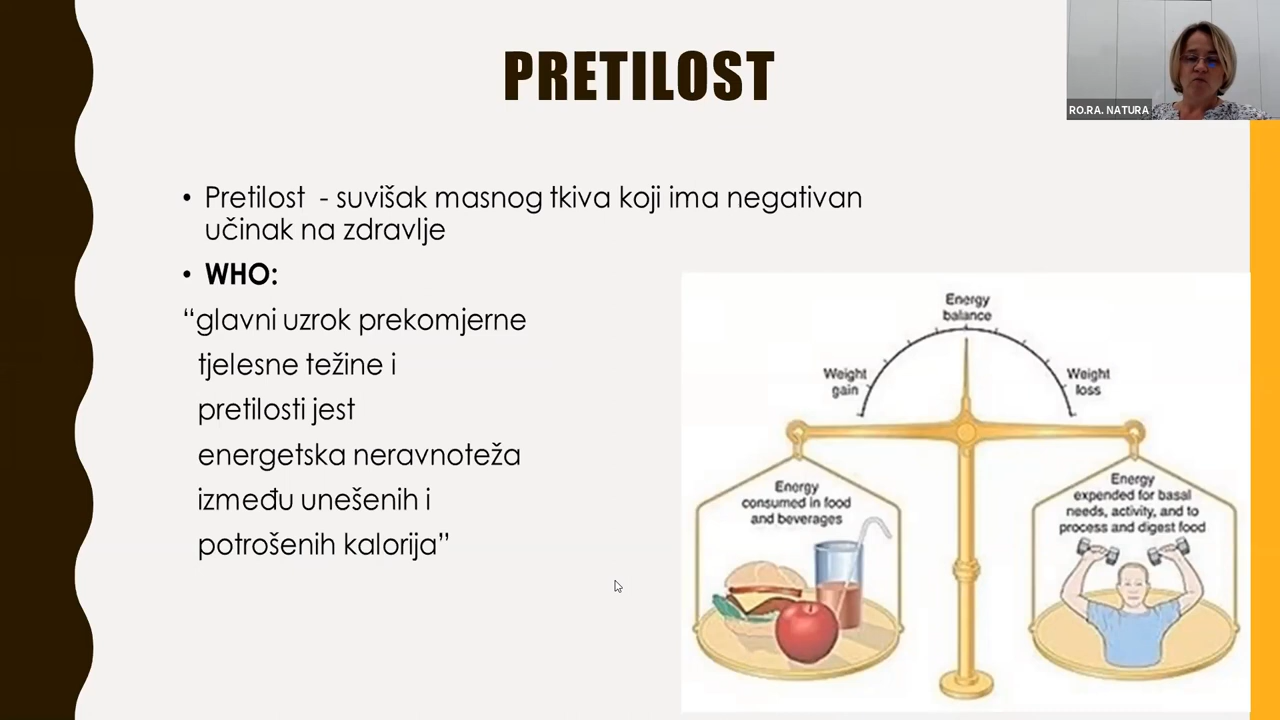 PRETILOST
RO.RA. NATURA
• Pretilost - suvišak masnog tkiva koji ima negativan
učinak na zdravlje
• WHO:
“glavni uzrok prekomjerne
tjelesne težine i
pretilosti jest
energetska neravnoteža
između unešenih i
potrošenih kalorija”
Energy
balance
Weight
gain
Weight
loss
Energy
consumed in food
and beverages
Energy
expended for basal
needs, activity, and to
process and digest food